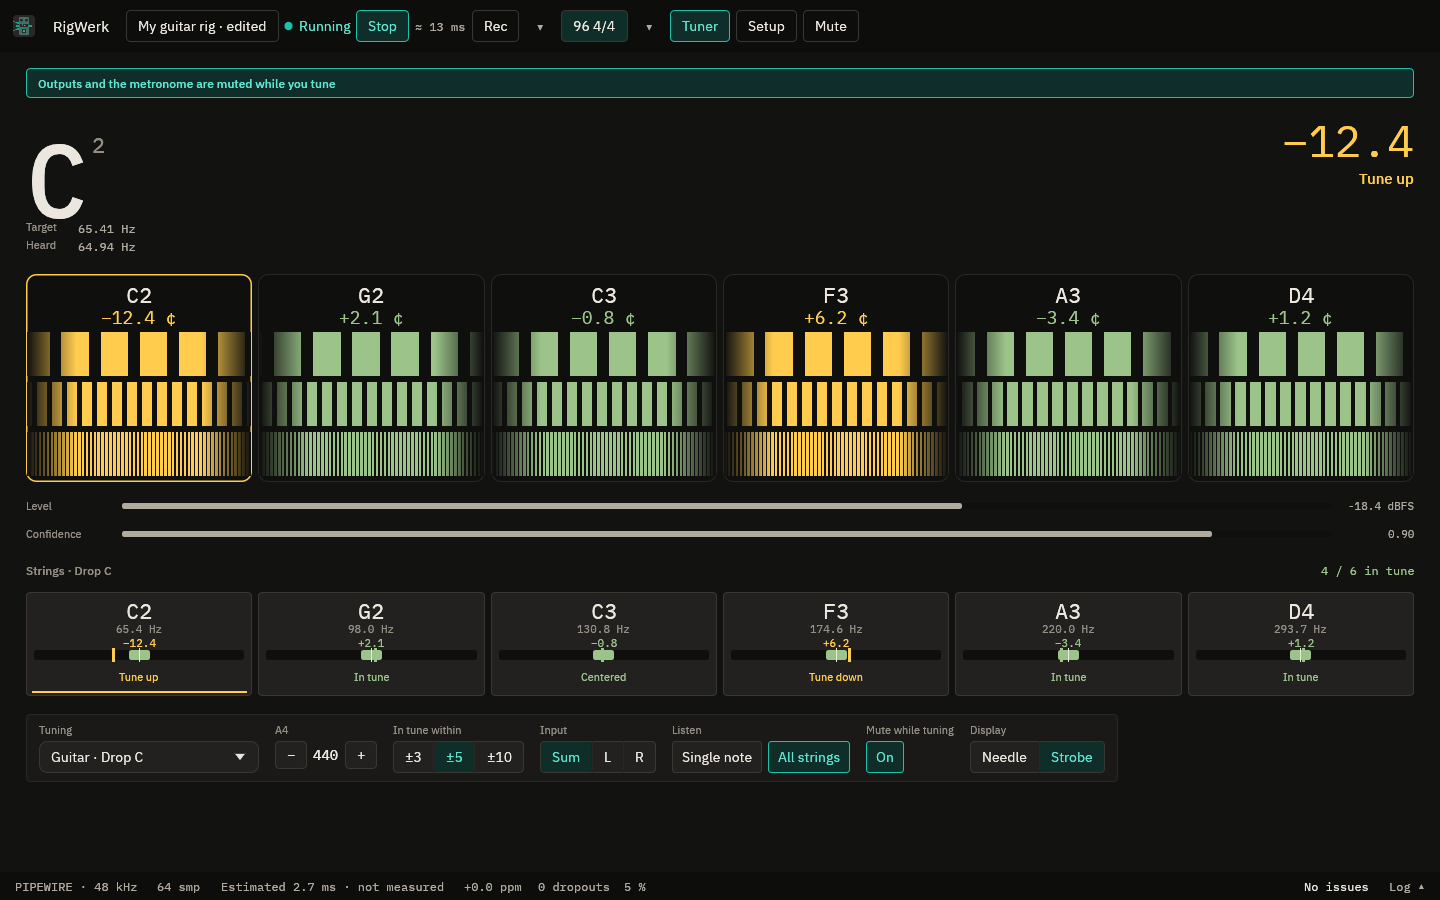 RigWerk My guitar rig · edited Running Stop ≈ 13 ms Rec ▼ 96 4/4 ▼ Tuner Setup Mute
Outputs and the metronome are muted while you tune
C 2
−12.4
Tune up
Target 65.41 Hz
Heard 64.94 Hz
C2 G2 C3 F3 A3 D4
−12.4 ¢ +2.1 ¢ −0.8 ¢ +6.2 ¢ −3.4 ¢ +1.2 ¢
Level -18.4 dBFS
Confidence 0.90
Strings · Drop C 4 / 6 in tune
C2 G2 C3 F3 A3 D4
65.4 Hz 98.0 Hz 130.8 Hz 174.6 Hz 220.0 Hz 293.7 Hz
−12.4 +2.1 −0.8 +6.2 −3.4 +1.2
Tune up In tune Centered Tune down In tune In tune
Tuning A4 In tune within Input Listen Mute while tuning Display
Guitar · Drop C − 440 + ±3 ±5 ±10 Sum L R Single note All strings On Needle Strobe
PIPEWIRE · 48 kHz 64 smp Estimated 2.7 ms · not measured +0.0 ppm 0 dropouts 5 % No issues Log ▲